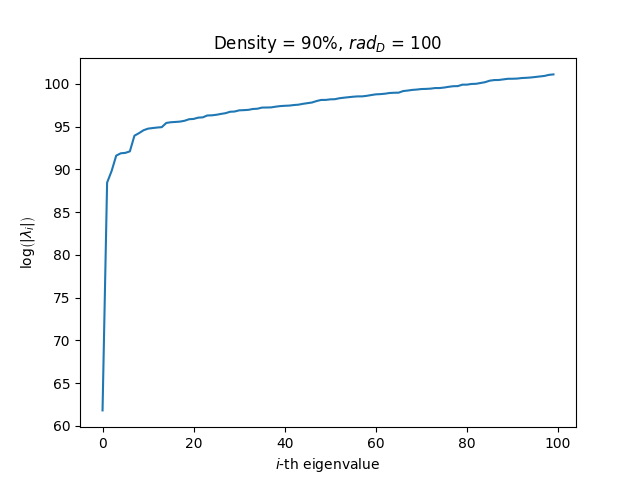 Density = 90%, rad_D = 100
log(|λ_i|)
100
95
90
85
80
75
70
65
60
0 20 40 60 80 100
i-th eigenvalue